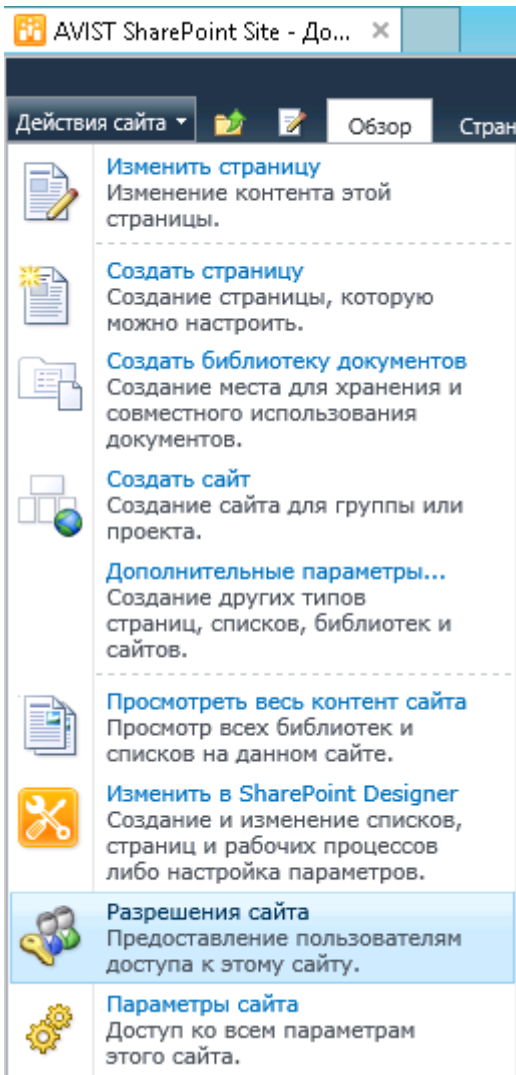 AVIST SharePoint Site - До...
Действия сайта
Обзор
Стран
Изменить страницу
Изменение контента этой
страницы.
Создать страницу
Создание страницы, которую
можно настроить.
Создать библиотеку документов
Создание места для хранения и
совместного использования
документов.
Создать сайт
Создание сайта для группы или
проекта.
Дополнительные параметры...
Создание других типов
страниц, списков, библиотек и
сайтов.
Просмотреть весь контент сайта
Просмотр всех библиотек и
списков на данном сайте.
Изменить в SharePoint Designer
Создание и изменение списков,
страниц и рабочих процессов
либо настройка параметров.
Разрешения сайта
Предоставление пользователям
доступа к этому сайту.
Параметры сайта
Доступ ко всем параметрам
этого сайта.